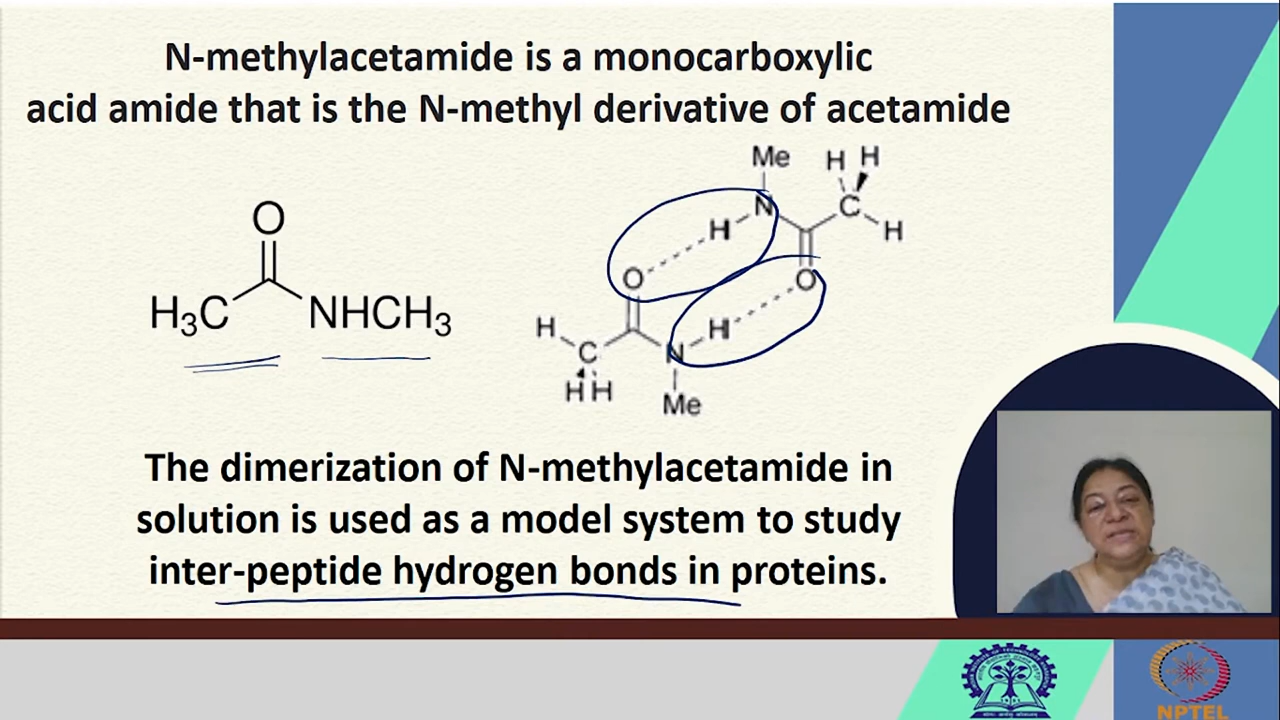 N-methylacetamide is a monocarboxylic
acid amide that is the N-methyl derivative of acetamide
O
H₃C NHCH₃
Me H H
N C
H H
O O
H H
C N
H H Me
The dimerization of N-methylacetamide in
solution is used as a model system to study
inter-peptide hydrogen bonds in proteins.
NPTEL